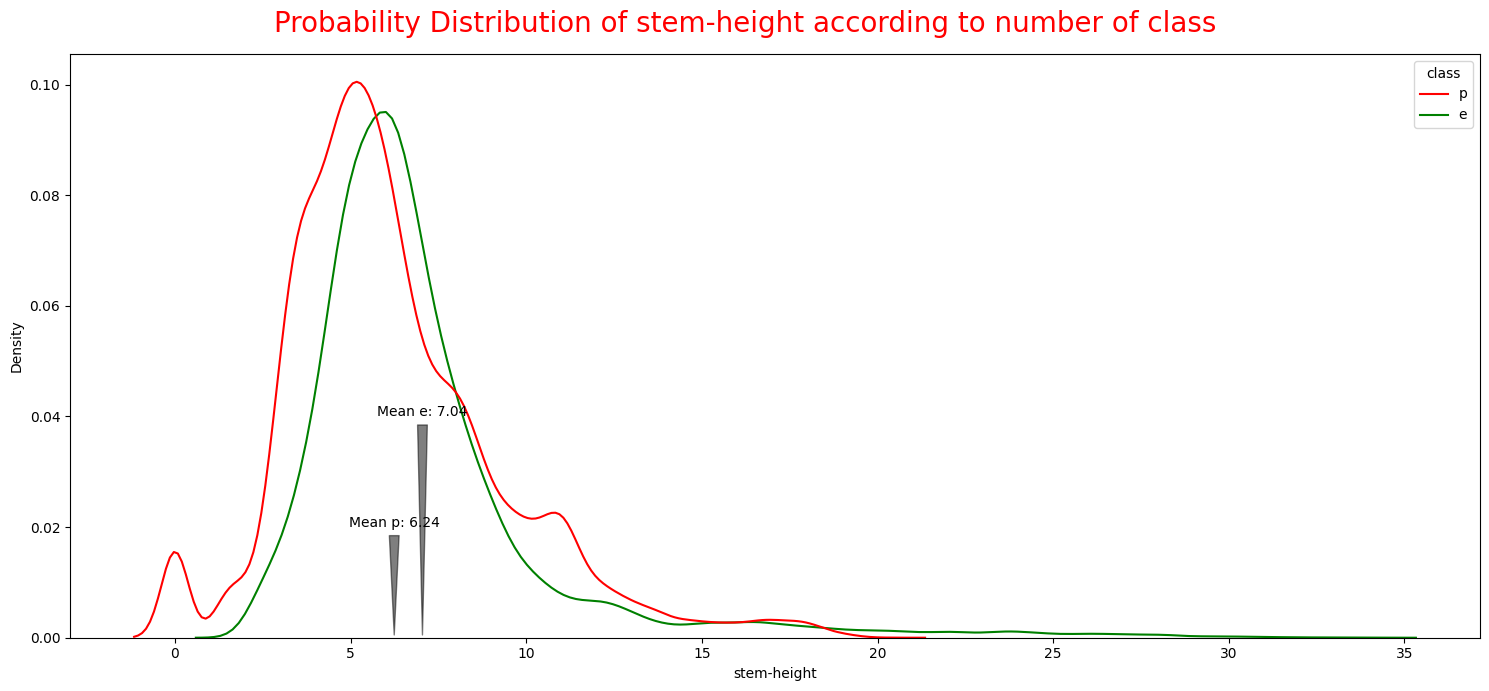 Probability Distribution of stem-height according to number of class
class
p
e
0.10
0.08
0.06
0.04
0.02
0.00
Density
Mean e: 7.04
Mean p: 6.24
0
5
10
15
20
25
30
35
stem-height